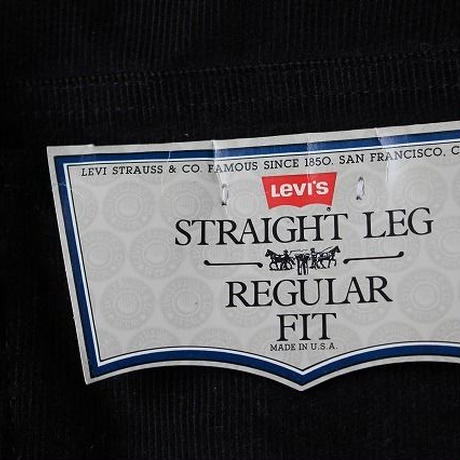 LEVI STRAUSS & CO. FAMOUS SINCE 1850. SAN FRANCISCO, C
LEVI'S
STRAIGHT LEG
REGULAR
FIT
MADE IN U.S.A.